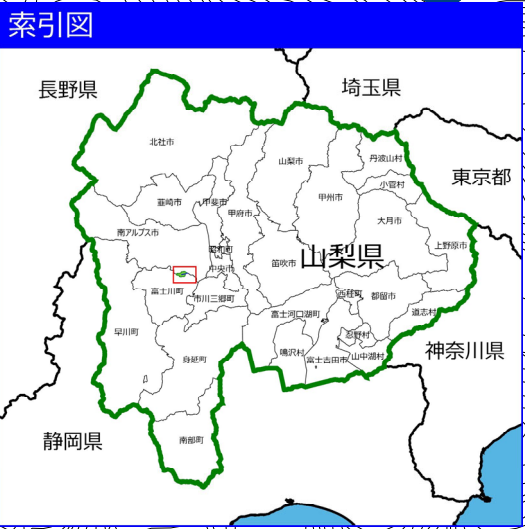 索引図
長野県
埼玉県
北杜市
山梨市
丹波山村
小菅村
東京都
韮崎市
甲斐市
甲府市
甲州市
大月市
南アルプス市
昭和町
上野原市
笛吹市
山梨県
中央市
富士川町
市川三郷町
西桂町
都留市
富士河口湖町
道志村
早川町
忍野村
神奈川県
身延町
鳴沢村
富士吉田市
山中湖村
静岡県
南部町